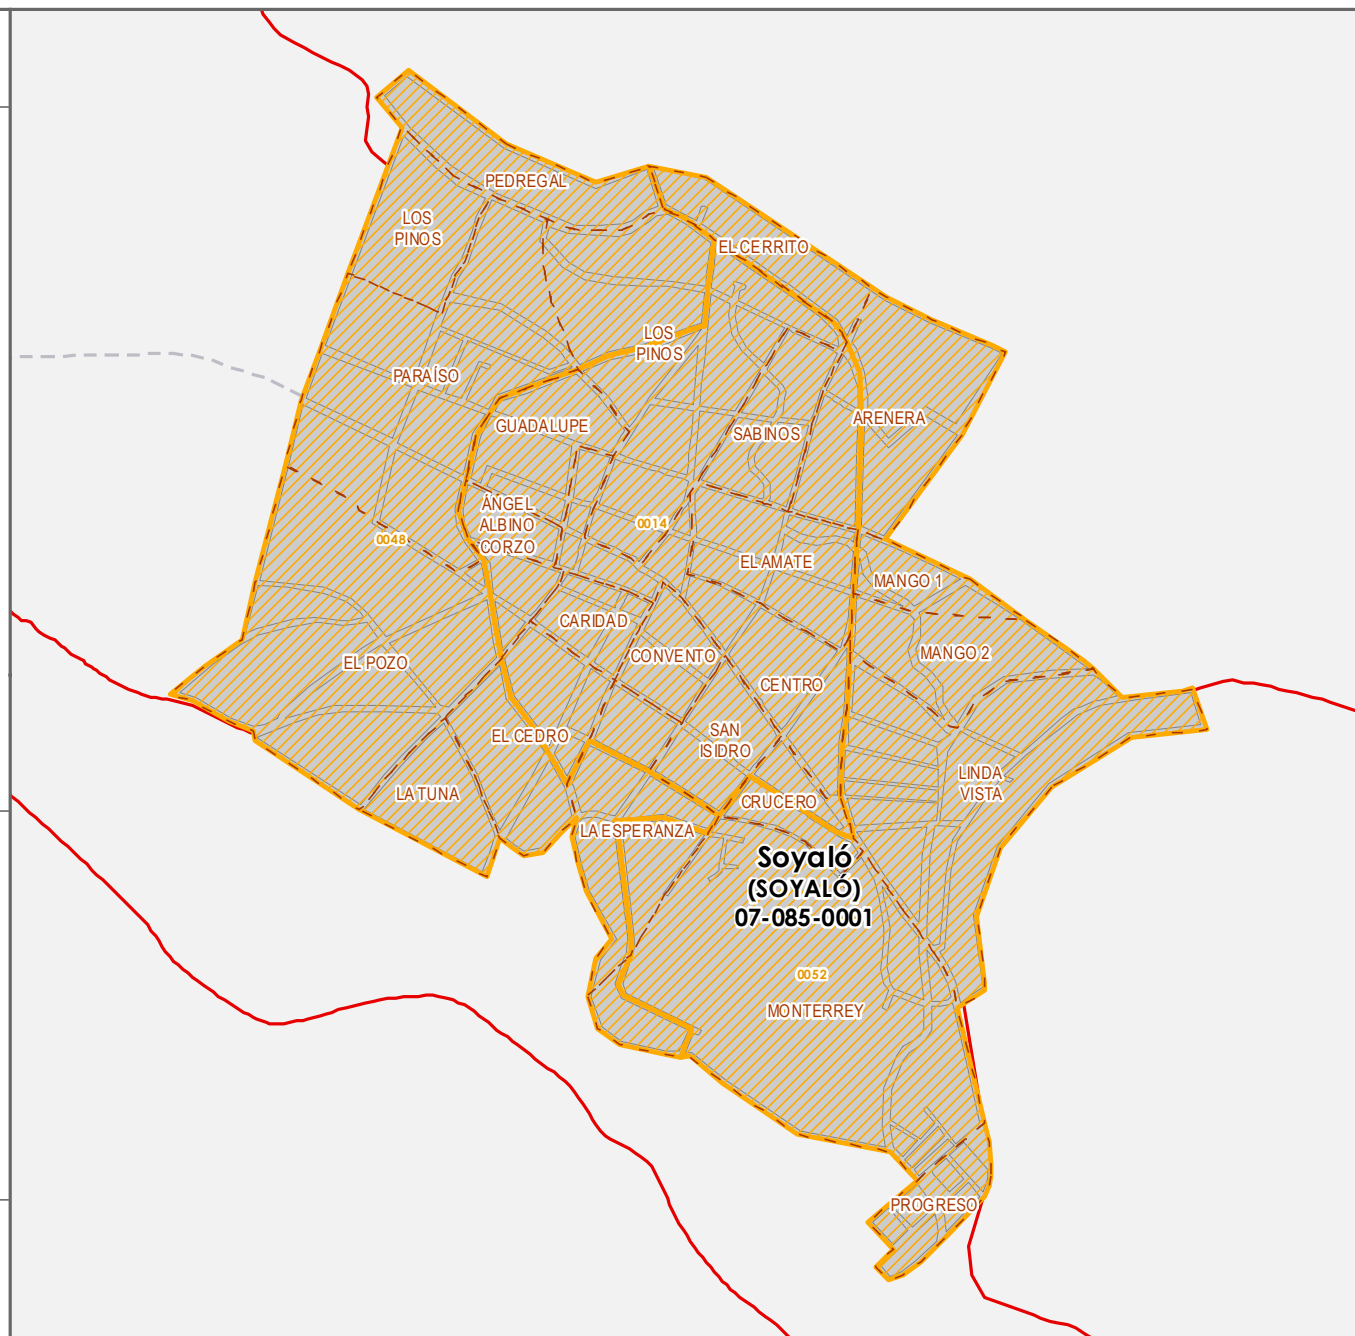 PEDREGAL
LOS
PINOS
EL CERRITO
LOS
PINOS
PARAÍSO
GUADALUPE
SABINOS
ARENERA
ÁNGEL
ALBINO
CORZO
0014
0048
EL AMATE
MANGO 1
CARIDAD
CONVENTO
MANGO 2
EL POZO
CENTRO
EL CEDRO
SAN
ISIDRO
LINDA
VISTA
LA TUNA
CRUCERO
LA ESPERANZA
Soyaló
(SOYALÓ)
07-085-0001
0052
MONTERREY
PROGRESO